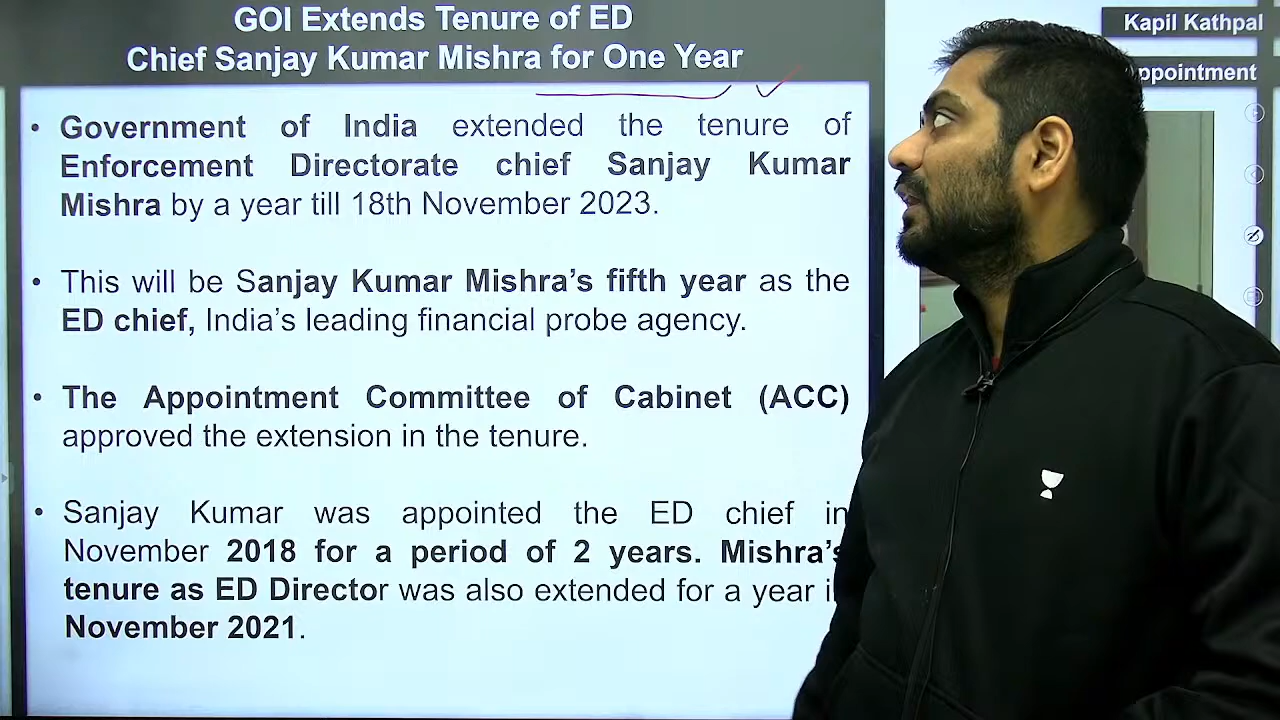 GOI Extends Tenure of ED
Chief Sanjay Kumar Mishra for One Year
Kapil Kathpal
ppointment
• Government of India extended the tenure of
Enforcement Directorate chief Sanjay Kumar
Mishra by a year till 18th November 2023.
• This will be Sanjay Kumar Mishra's fifth year as the
ED chief, India's leading financial probe agency.
• The Appointment Committee of Cabinet (ACC)
approved the extension in the tenure.
• Sanjay Kumar was appointed the ED chief in
November 2018 for a period of 2 years. Mishra's
tenure as ED Director was also extended for a year in
November 2021.